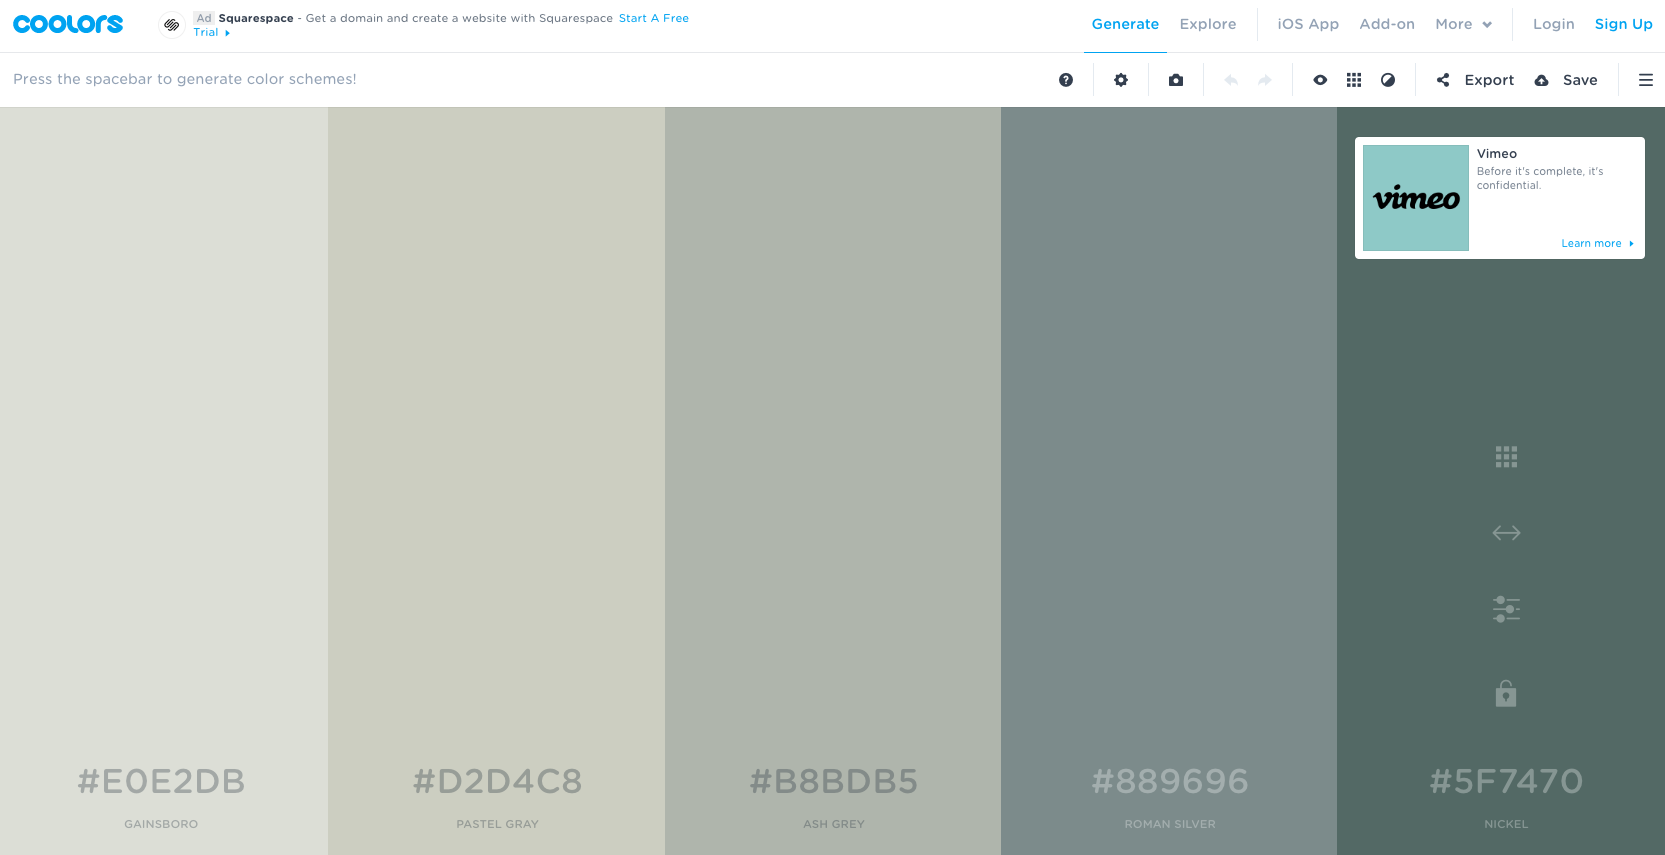 coolors
Ad Squarespace - Get a domain and create a website with Squarespace Start A Free
Trial
Generate
Explore
iOS App
Add-on
More
Login
Sign Up
Press the spacebar to generate color schemes!
Export
Save
vimeo
Vimeo
Before it's complete, it's
confidential.
Learn more
#E0E2DB
#D2D4C8
#B8BDB5
#889696
#5F7470
GAINSBORO
PASTEL GRAY
ASH GREY
ROMAN SILVER
NICKEL